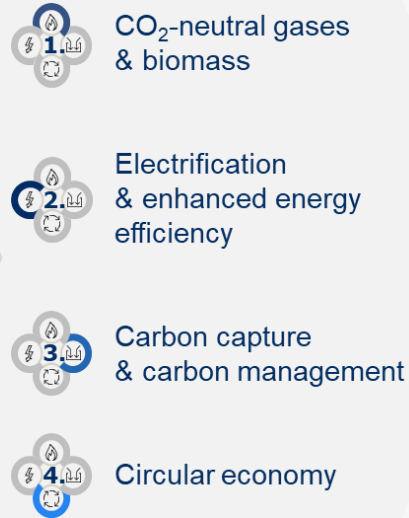 1.
CO₂-neutral gases
& biomass
2.
Electrification
& enhanced energy
efficiency
3.
Carbon capture
& carbon management
4.
Circular economy